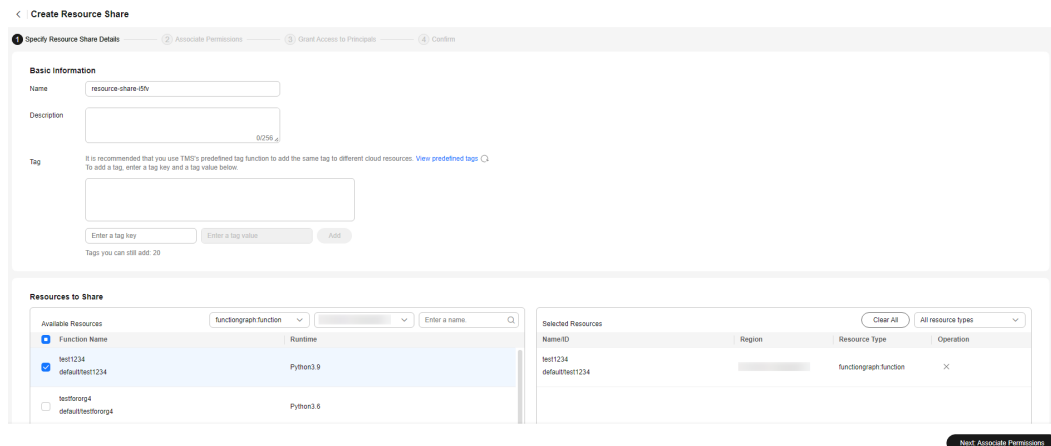 Create Resource Share
1 Specify Resource Share Details 2 Associate Permissions 3 Grant Access to Principals 4 Confirm
Basic Information
Name resource-share-i5fv
Description
0/256
Tag It is recommended that you use TMS's predefined tag function to add the same tag to different cloud resources. View predefined tags
To add a tag, enter a tag key and a tag value below.
Enter a tag key Enter a tag value Add
Tags you can still add: 20
Resources to Share
Available Resources functiongraph:function Enter a name. Selected Resources Clear All All resource types
Function Name Runtime Name/ID Region Resource Type Operation
test1234 test1234
Python3.9 functiongraph:function
default/test1234 default/test1234
testfororg4
Python3.6
default/testfororg4
Next: Associate Permissions